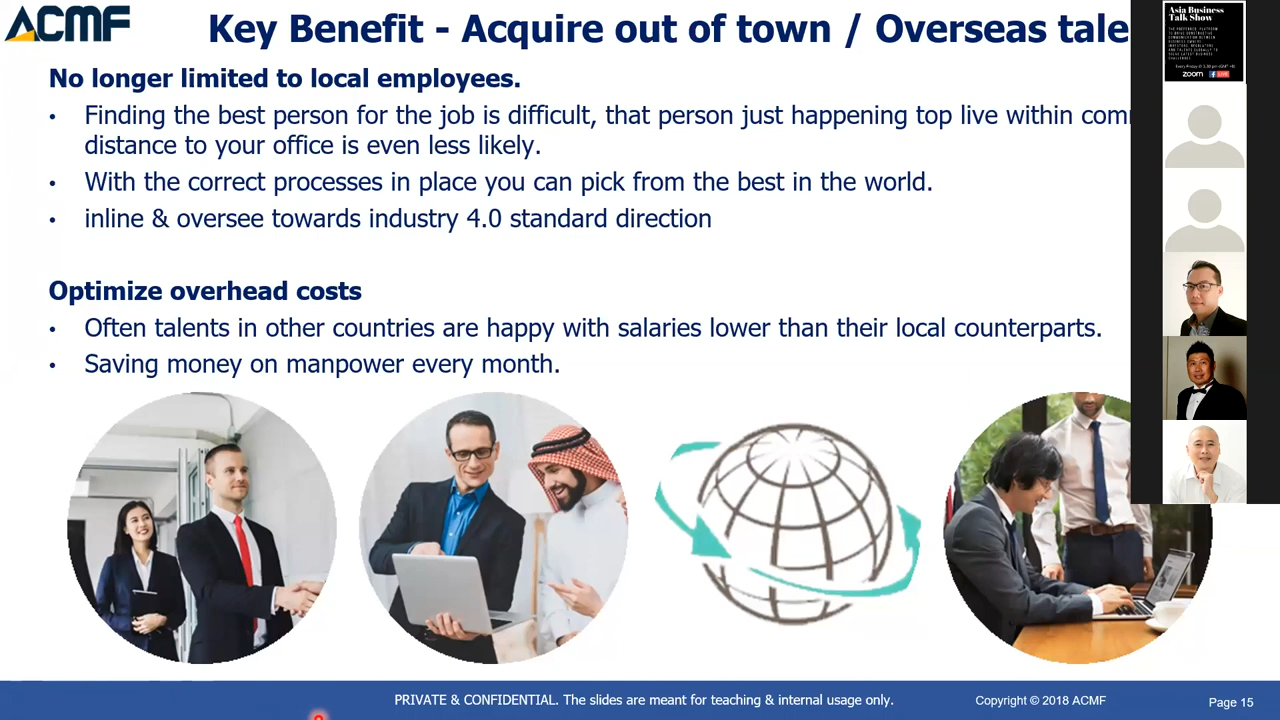 ACMF
Key Benefit - Acquire out of town / Overseas tale
No longer limited to local employees.
• Finding the best person for the job is difficult, that person just happening top live within com
distance to your office is even less likely.
• With the correct processes in place you can pick from the best in the world.
• inline & oversee towards industry 4.0 standard direction
Optimize overhead costs
• Often talents in other countries are happy with salaries lower than their local counterparts.
• Saving money on manpower every month.
Asia Business
Talk Show
zoom LIVE
PRIVATE & CONFIDENTIAL. The slides are meant for teaching & internal usage only.
Copyright © 2018 ACMF
Page 15